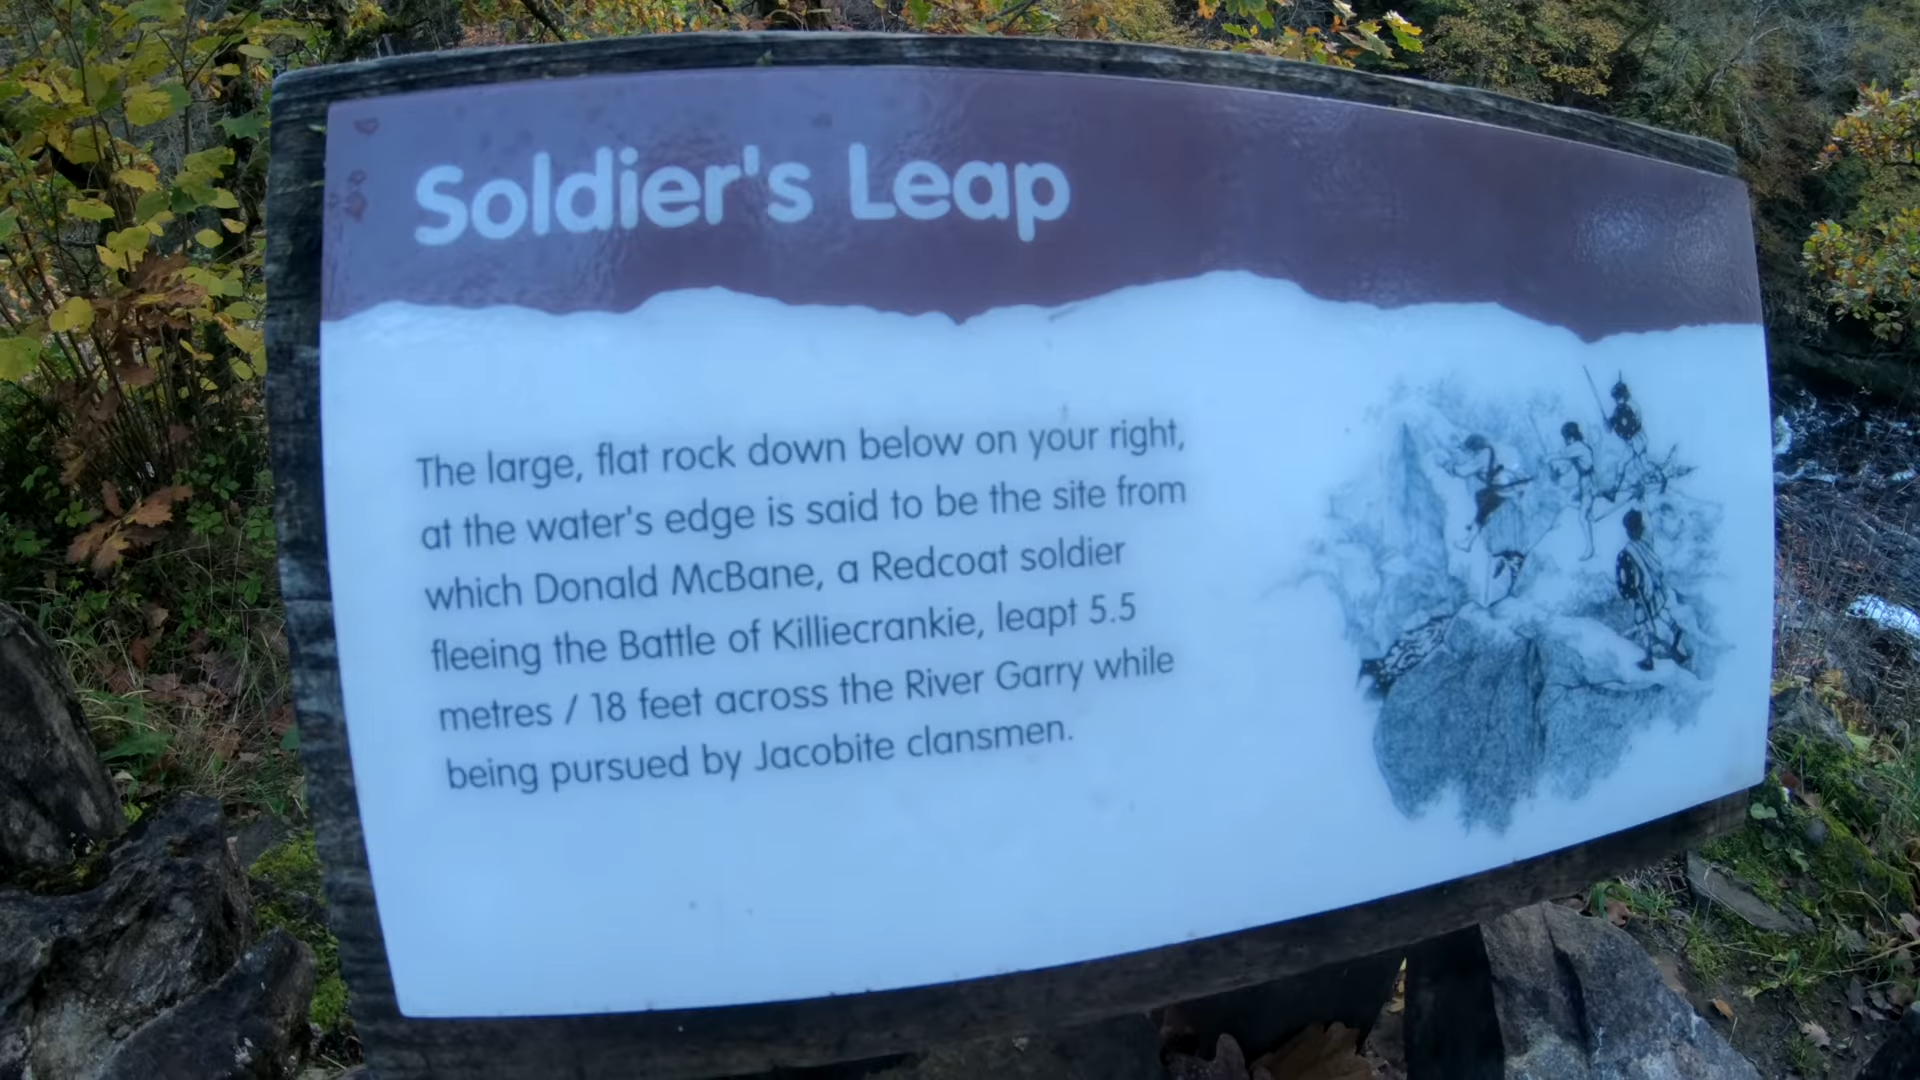 Soldier's Leap
The large, flat rock down below on your right,
at the water's edge is said to be the site from
which Donald McBane, a Redcoat soldier
fleeing the Battle of Killiecrankie, leapt 5.5
metres / 18 feet across the River Garry while
being pursued by Jacobite clansmen.